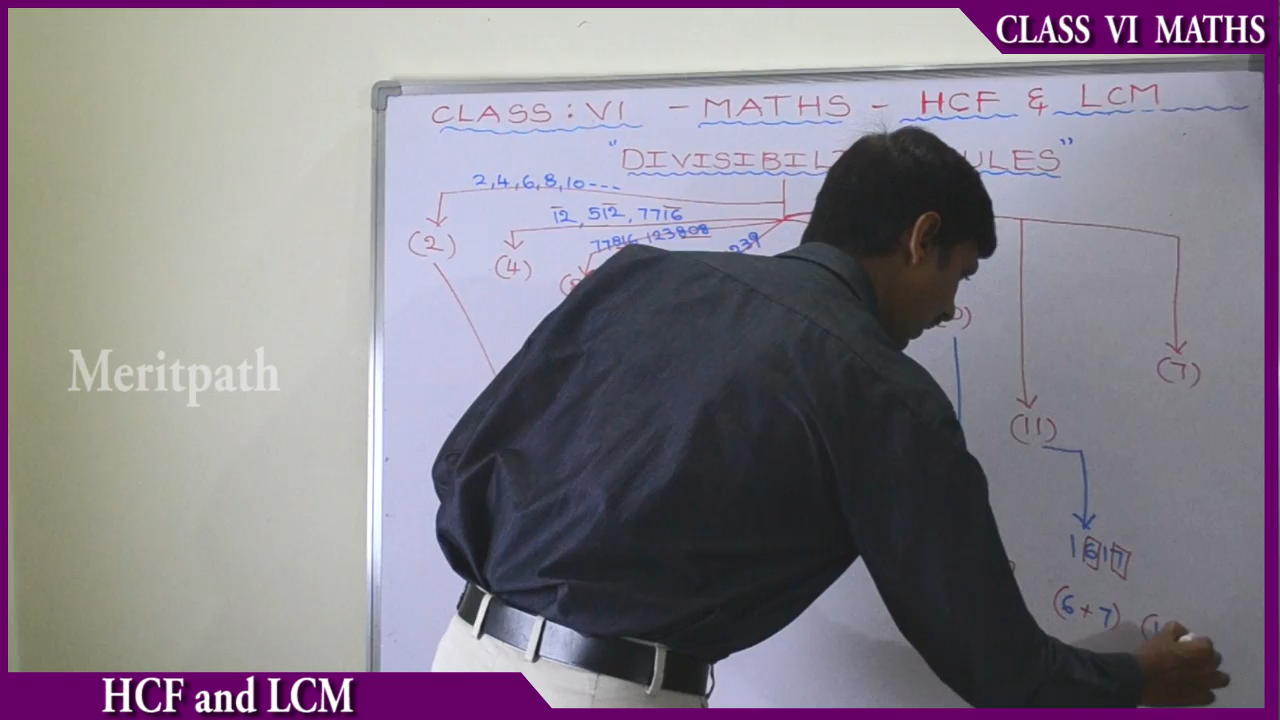 CLASS VI MATHS
CLASS : VI - MATHS - HCF & LCM
2, 4, 6, 8, 10 ---
12, 512, 7716
77816 123808
239
(2)
(4)
(7)
(11)
1617
(6 + 7)
Meritpath
HCF and LCM